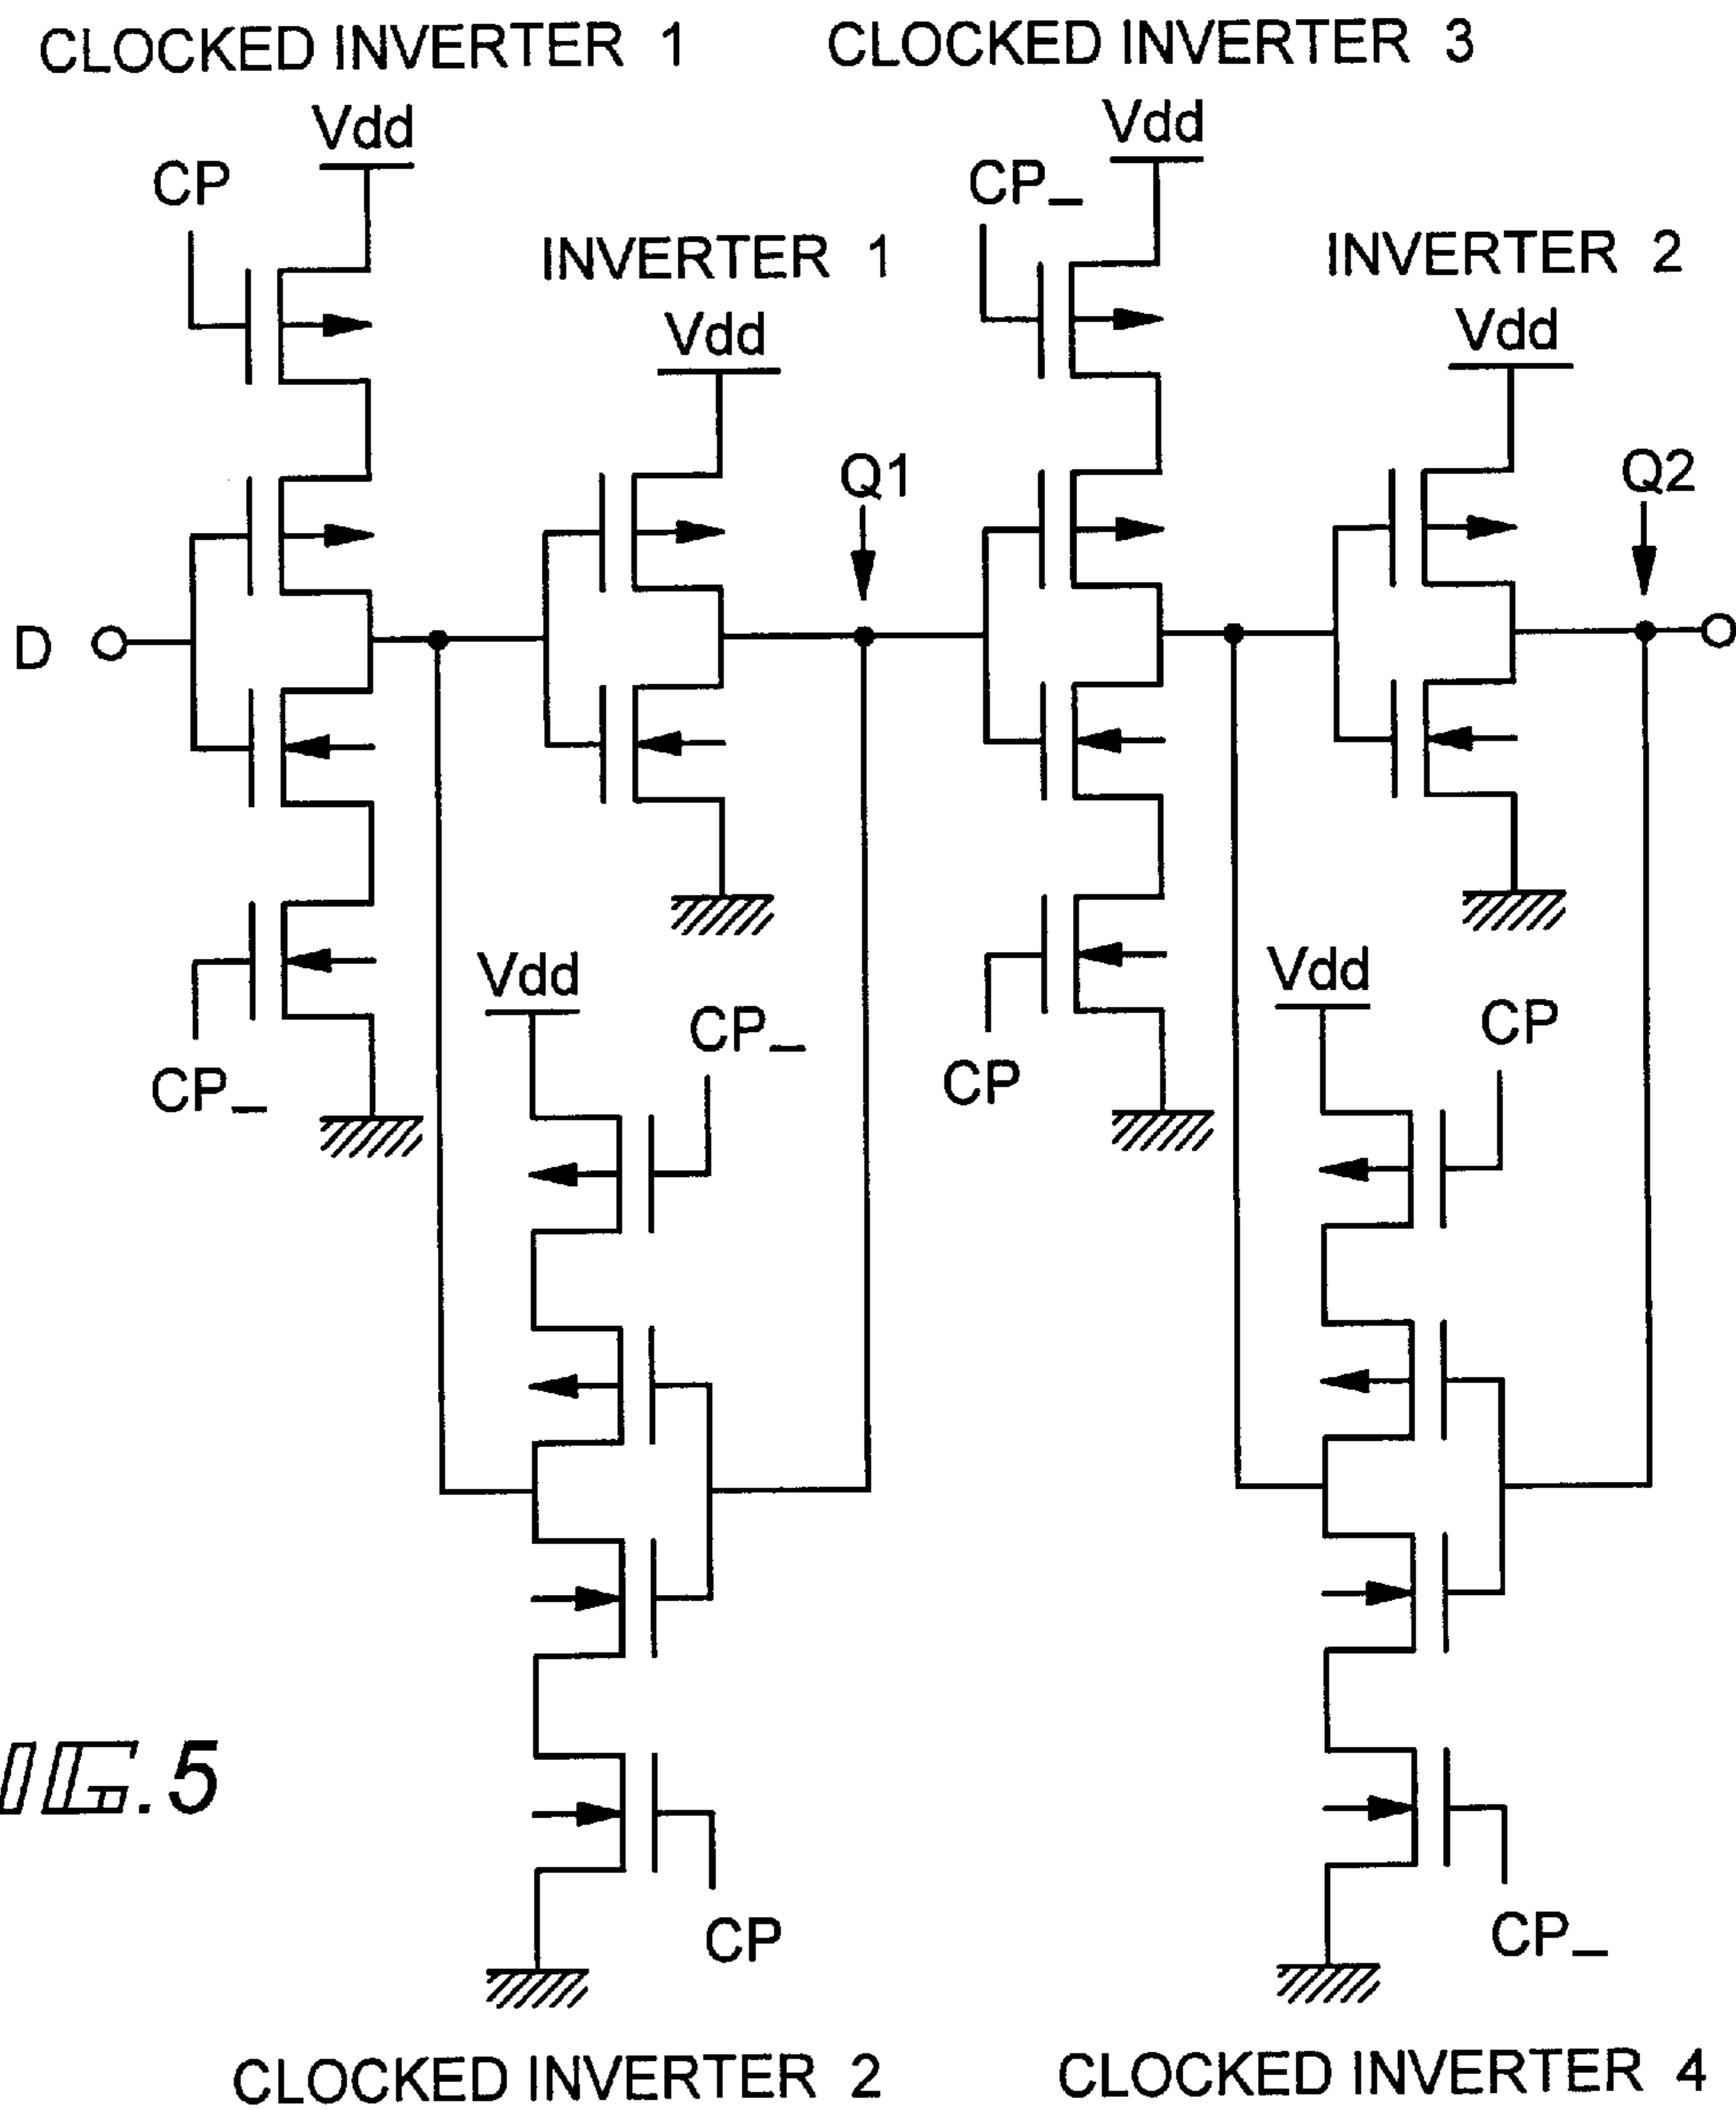 CLOCKED INVERTER 1
CLOCKED INVERTER 3
Vdd
Vdd
CP
CP_
INVERTER 1
INVERTER 2
Vdd
Vdd
Q1
Q2
D
Vdd
Vdd
CP_
CP
CP_
CP
IG.5
CP
CP_
CLOCKED INVERTER 2
CLOCKED INVERTER 4